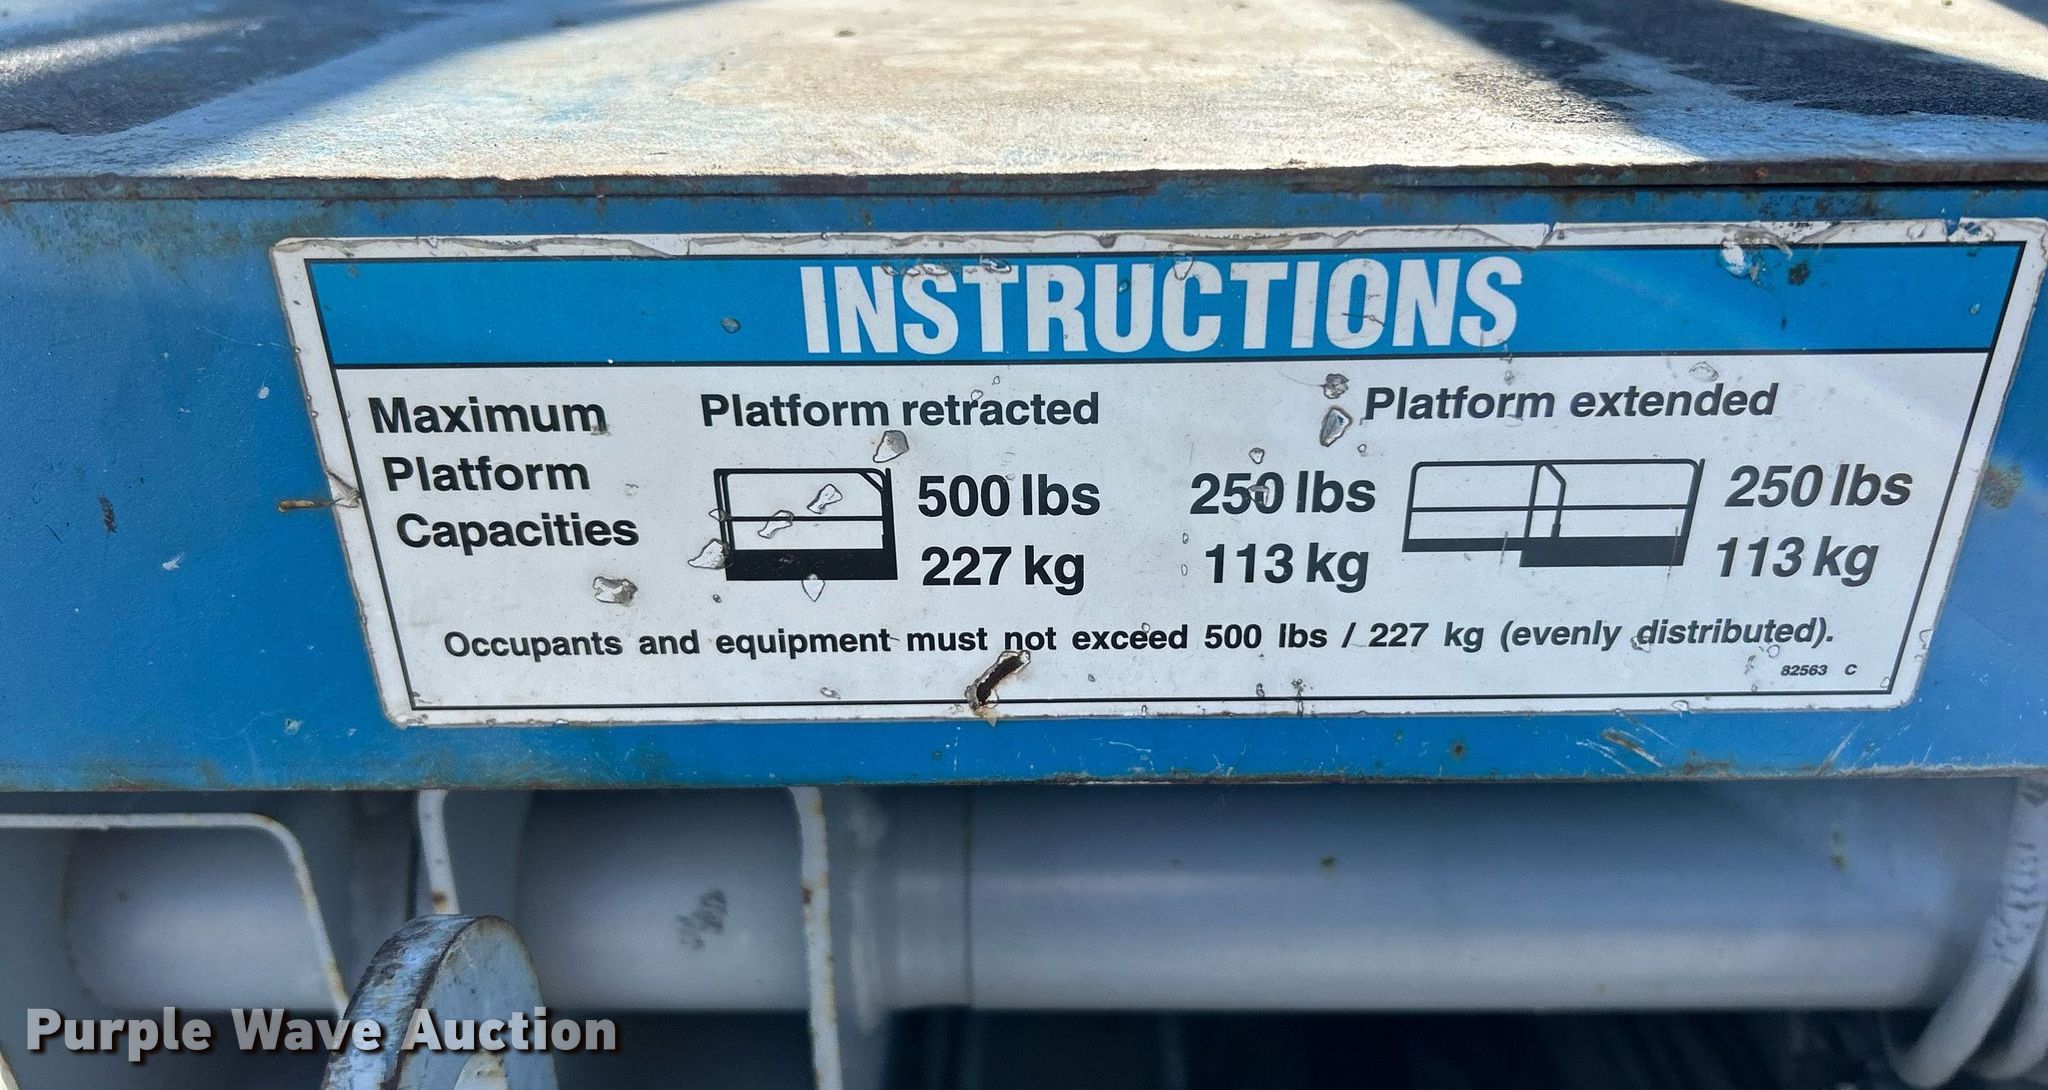 INSTRUCTIONS
Maximum
Platform
Capacities
Platform retracted
500 lbs
227 kg
Platform extended
250 lbs
113 kg
250 lbs
113 kg
Occupants and equipment must not exceed 500 lbs / 227 kg (evenly distributed).
82563 C
Purple Wave Auction